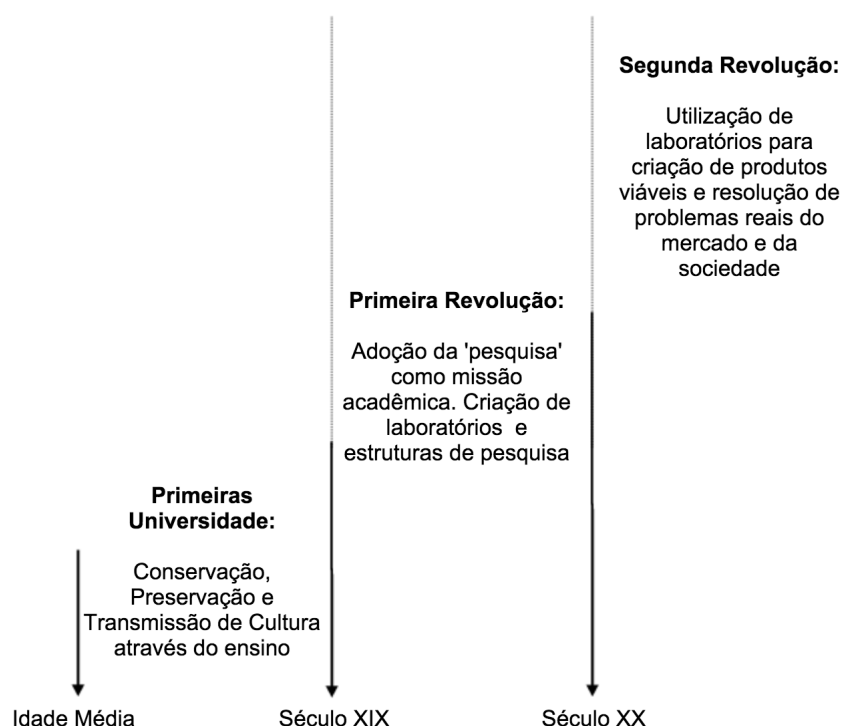 Segunda Revolução:
Utilização de
laboratórios para
criação de produtos
viáveis e resolução de
problemas reais do
mercado e da
sociedade
Primeira Revolução:
Adoção da 'pesquisa'
como missão
acadêmica. Criação de
laboratórios e
estruturas de pesquisa
Primeiras
Universidade:
Conservação,
Preservação e
Transmissão de Cultura
através do ensino
Idade Média
Século XIX
Século XX